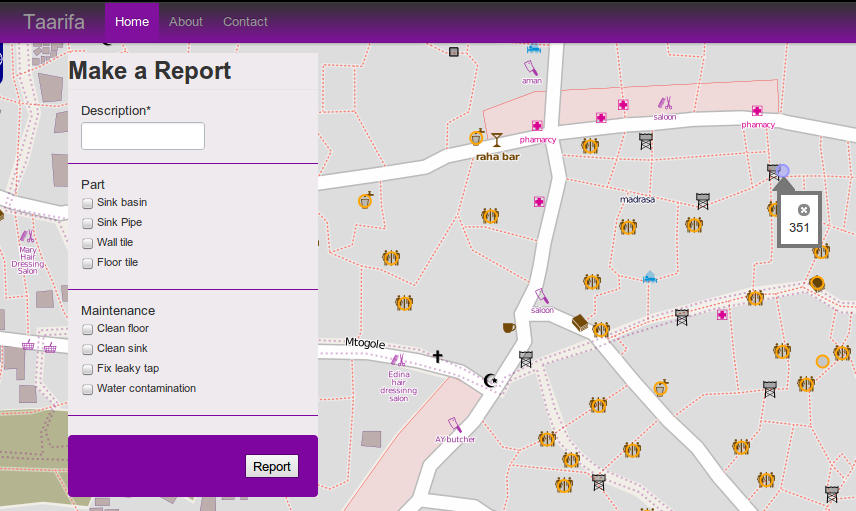 Taarifa
Home
About
Contact
Make a Report
Description*
Part
Sink basin
Sink Pipe
Wall tile
Floor tile
Maintenance
Clean floor
Clean sink
Fix leaky tap
Water contamination
Report
aman
saloon
phamarcy
phamacy
raha bar
madrasa
351
Mary
Hair
Dressing
Salon
saloon
Mtogole
Edina
hair
dressinng
salon
AY-butcher